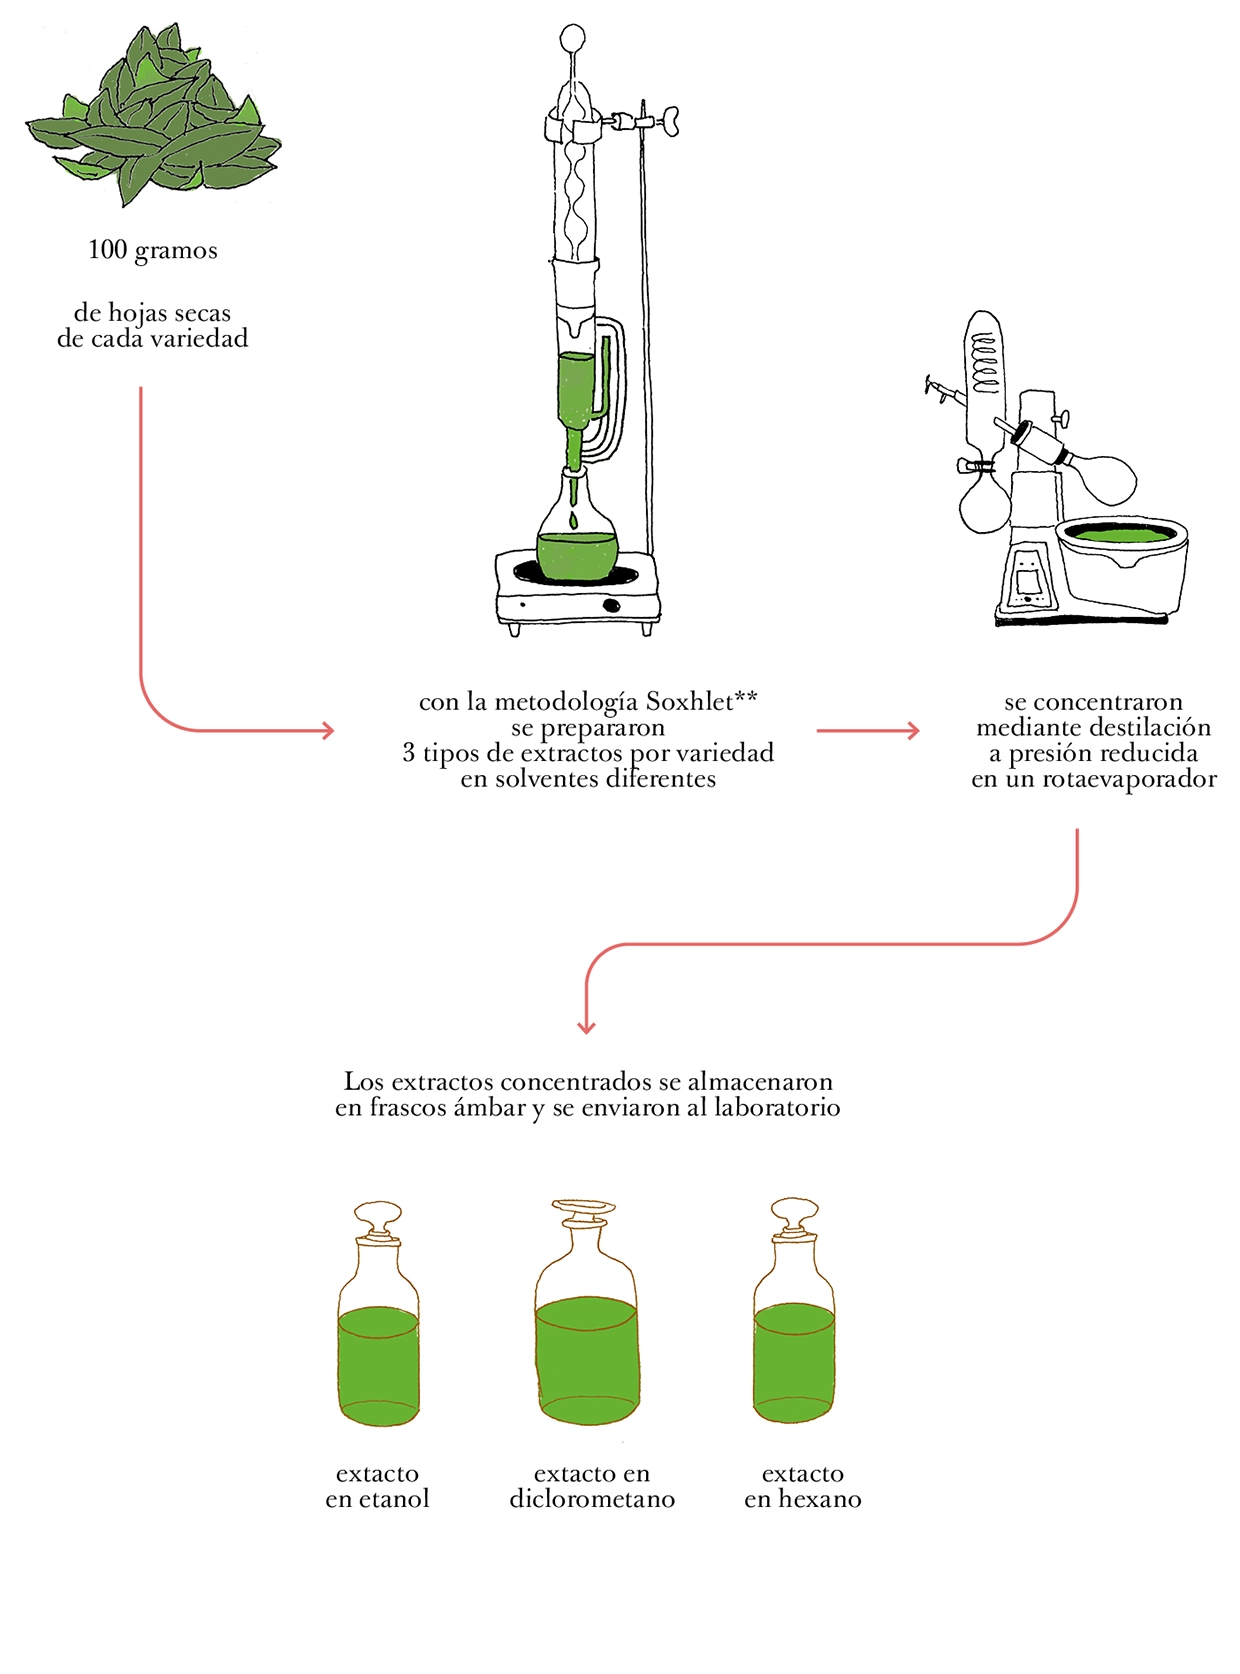 100 gramos
de hojas secas
de cada variedad
con la metodología Soxhlet**
se prepararon
3 tipos de extractos por variedad
en solventes diferentes
se concentraron
mediante destilación
a presión reducida
en un rotaevaporador
Los extractos concentrados se almacenaron
en frascos ámbar y se enviaron al laboratorio
extacto
en etanol
extacto en
diclorometano
extacto
en hexano